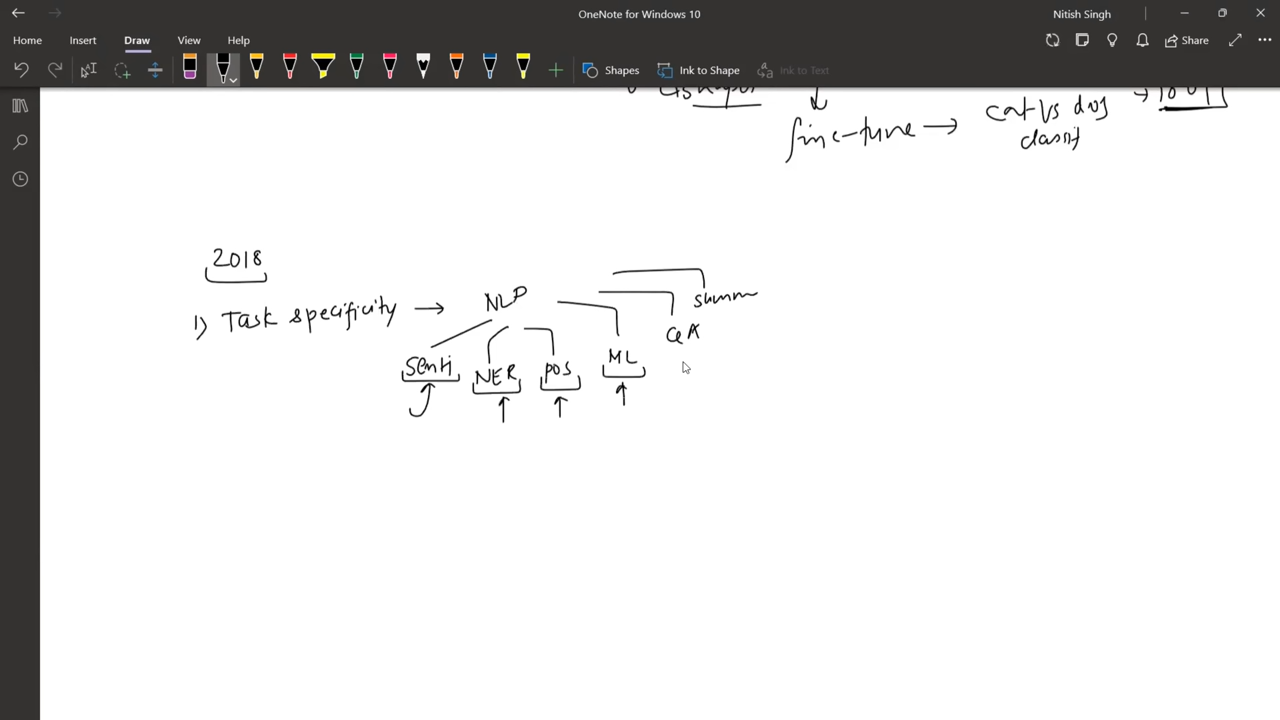 OneNote for Windows 10
Nitish Singh
Home Insert Draw View Help
Share
Shapes Ink to Shape Ink to Text
fine-tune → cat vs dog
classif
2018
1) Task specificity → NLP
summ
Q A
Senti NER POS ML